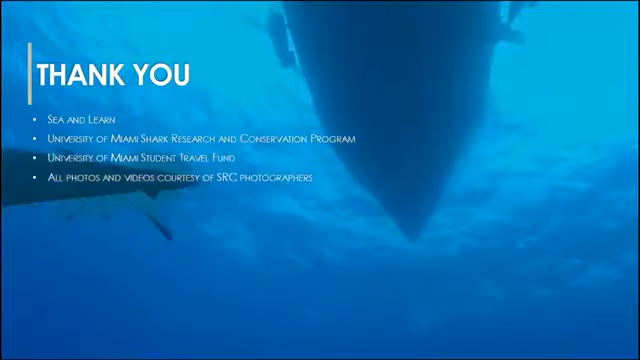 THANK YOU
• Sea and Learn
• University of Miami Shark Research and Conservation Program
• University of Miami Student Travel Fund
• All photos and videos courtesy of SRC photographers